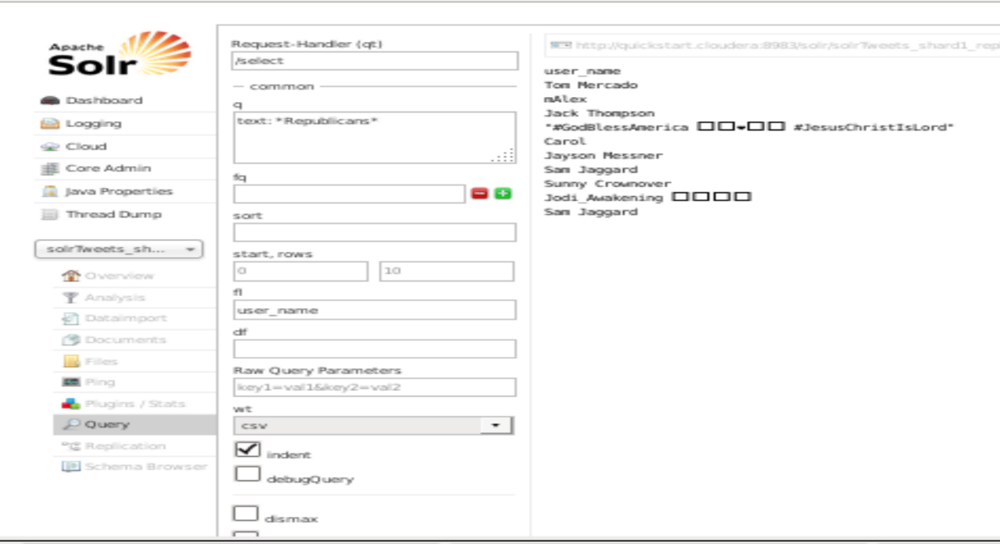 Apache
Solr
Dashboard
Logging
Cloud
Core Admin
Java Properties
Thread Dump
solrTweets_sh...
Overview
Analysis
Dataimport
Documents
Files
Ping
Plugins / Stats
Query
Replication
Schema Browser
Request-Handler (qt)
/select
common
q
text: *Republicans*
fq
sort
start, rows
0 10
fl
user_name
df
Raw Query Parameters
key1=val1&key2=val2
wt
csv
indent
debugQuery
dismax
http://quickstart.cloudera:8983/solr/solrTweets_shard1_rep
user_name
Tom Mercado
mAlex
Jack Thompson
"#GodBlessAmerica □□❤□□ #JesusChristIsLord"
Carol
Jayson Messner
Sam Jaggard
Sunny Crownover
Jodi_Awakening □□□□
Sam Jaggard